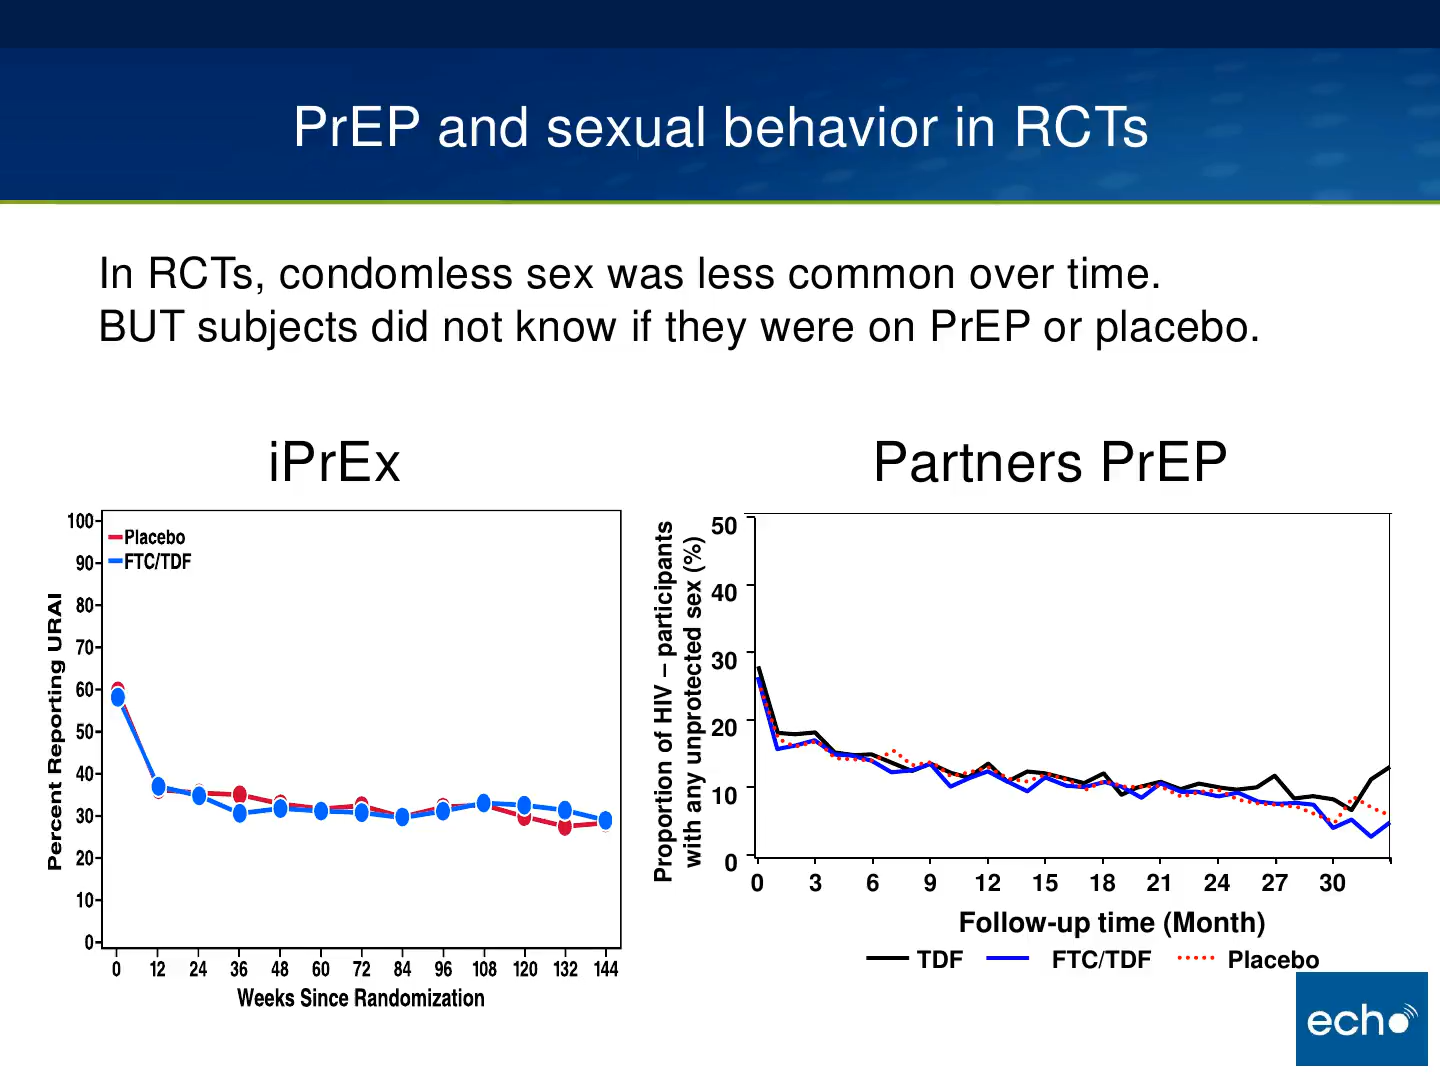 PrEP and sexual behavior in RCTs
In RCTs, condomless sex was less common over time.
BUT subjects did not know if they were on PrEP or placebo.
iPrEx
100
90
80
70
60
50
40
30
20
10
0
Percent Reporting URAI
Placebo
FTC/TDF
0 12 24 36 48 60 72 84 96 108 120 132 144
Weeks Since Randomization
Partners PrEP
Proportion of HIV – participants
with any unprotected sex (%)
50
40
30
20
10
0
0 3 6 9 12 15 18 21 24 27 30
Follow-up time (Month)
TDF FTC/TDF Placebo
echo